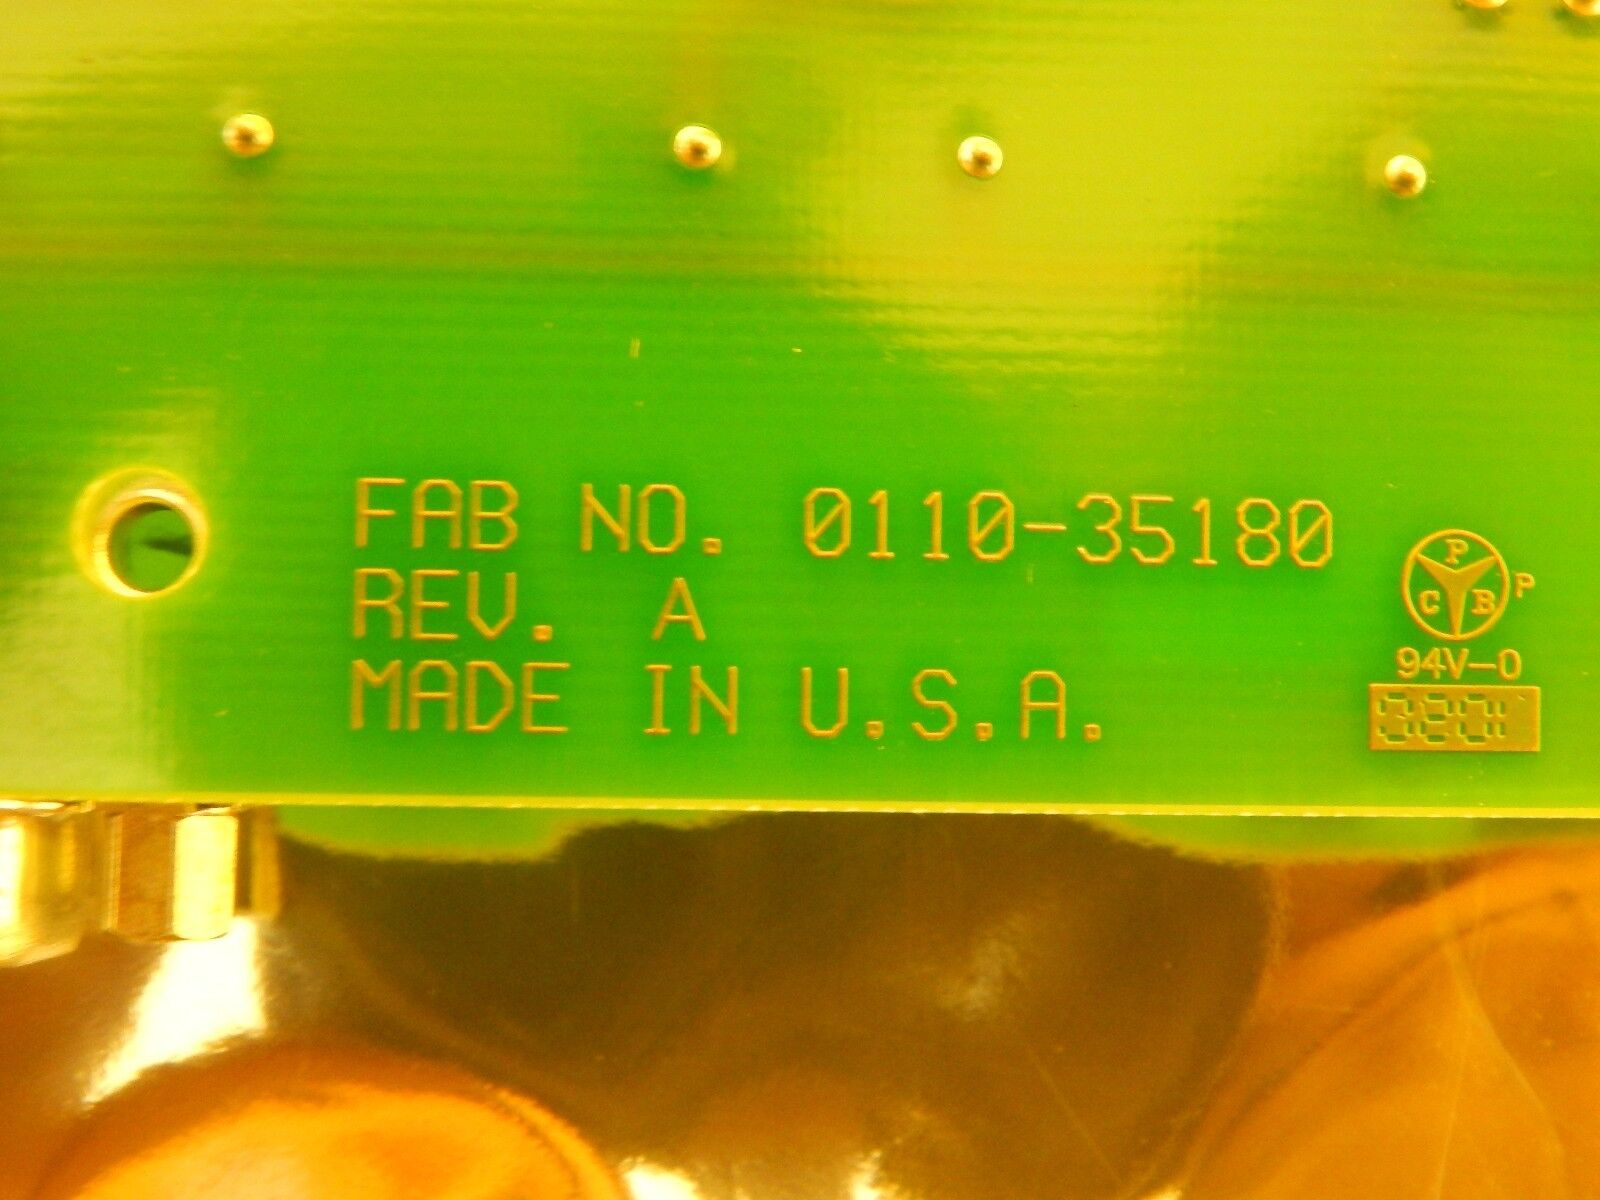 FAB NO. 0110-35180
REV. A
MADE IN U.S.A.
P
C B P
94V-0